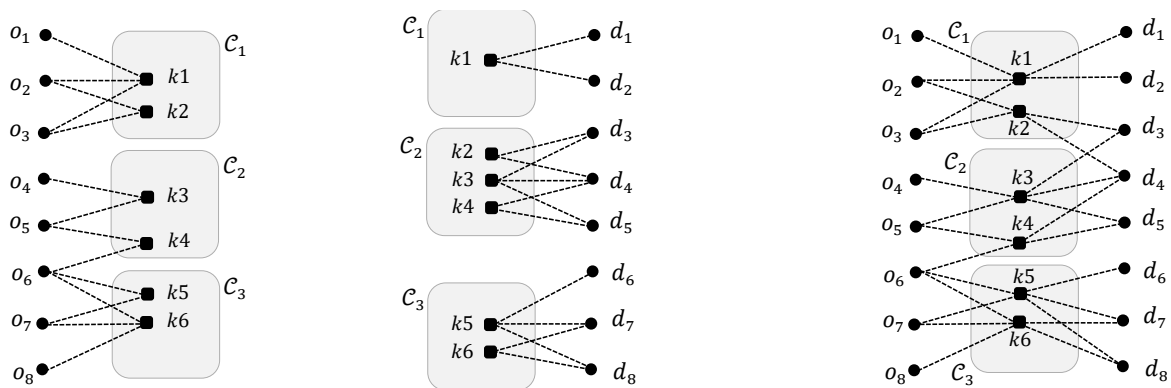 o₁
𝒞₁
k1
o₂
k2
o₃
𝒞₂
o₄
k3
o₅
k4
o₆
𝒞₃
k5
k6
o₇
o₈
𝒞₁
d₁
k1
d₂
d₃
𝒞₂
k2
k3
d₄
k4
d₅
d₆
𝒞₃
k5
d₇
k6
d₈
o₁
𝒞₁
d₁
k1
o₂
d₂
k2
o₃
d₃
𝒞₂
o₄
k3
d₄
o₅
k4
d₅
o₆
k5
d₆
o₇
k6
d₇
o₈
𝒞₃
d₈